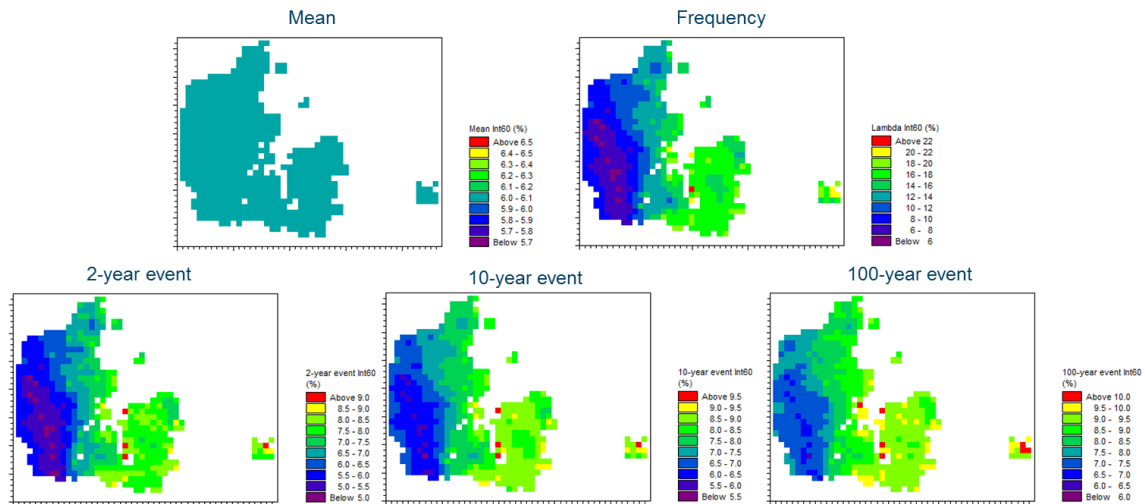 Mean
Frequency
Mean Int60 (%)
Above 6.5
6.4 - 6.5
6.3 - 6.4
6.2 - 6.3
6.1 - 6.2
6.0 - 6.1
5.9 - 6.0
5.8 - 5.9
5.7 - 5.8
Below 5.7
Lambda Int60 (%)
Above 22
20 - 22
18 - 20
16 - 18
14 - 16
12 - 14
10 - 12
8 - 10
6 - 8
Below 6
2-year event
10-year event
100-year event
2-year event Int60
(%)
Above 9.0
8.5 - 9.0
8.0 - 8.5
7.5 - 8.0
7.0 - 7.5
6.5 - 7.0
6.0 - 6.5
5.5 - 6.0
5.0 - 5.5
Below 5.0
10-year event Int60
(%)
Above 9.5
9.0 - 9.5
8.5 - 9.0
8.0 - 8.5
7.5 - 8.0
7.0 - 7.5
6.5 - 7.0
6.0 - 6.5
5.5 - 6.0
Below 5.5
100-year event Int60
(%)
Above 10.0
9.5 - 10.0
9.0 - 9.5
8.5 - 9.0
8.0 - 8.5
7.5 - 8.0
7.0 - 7.5
6.5 - 7.0
6.0 - 6.5
Below 6.0